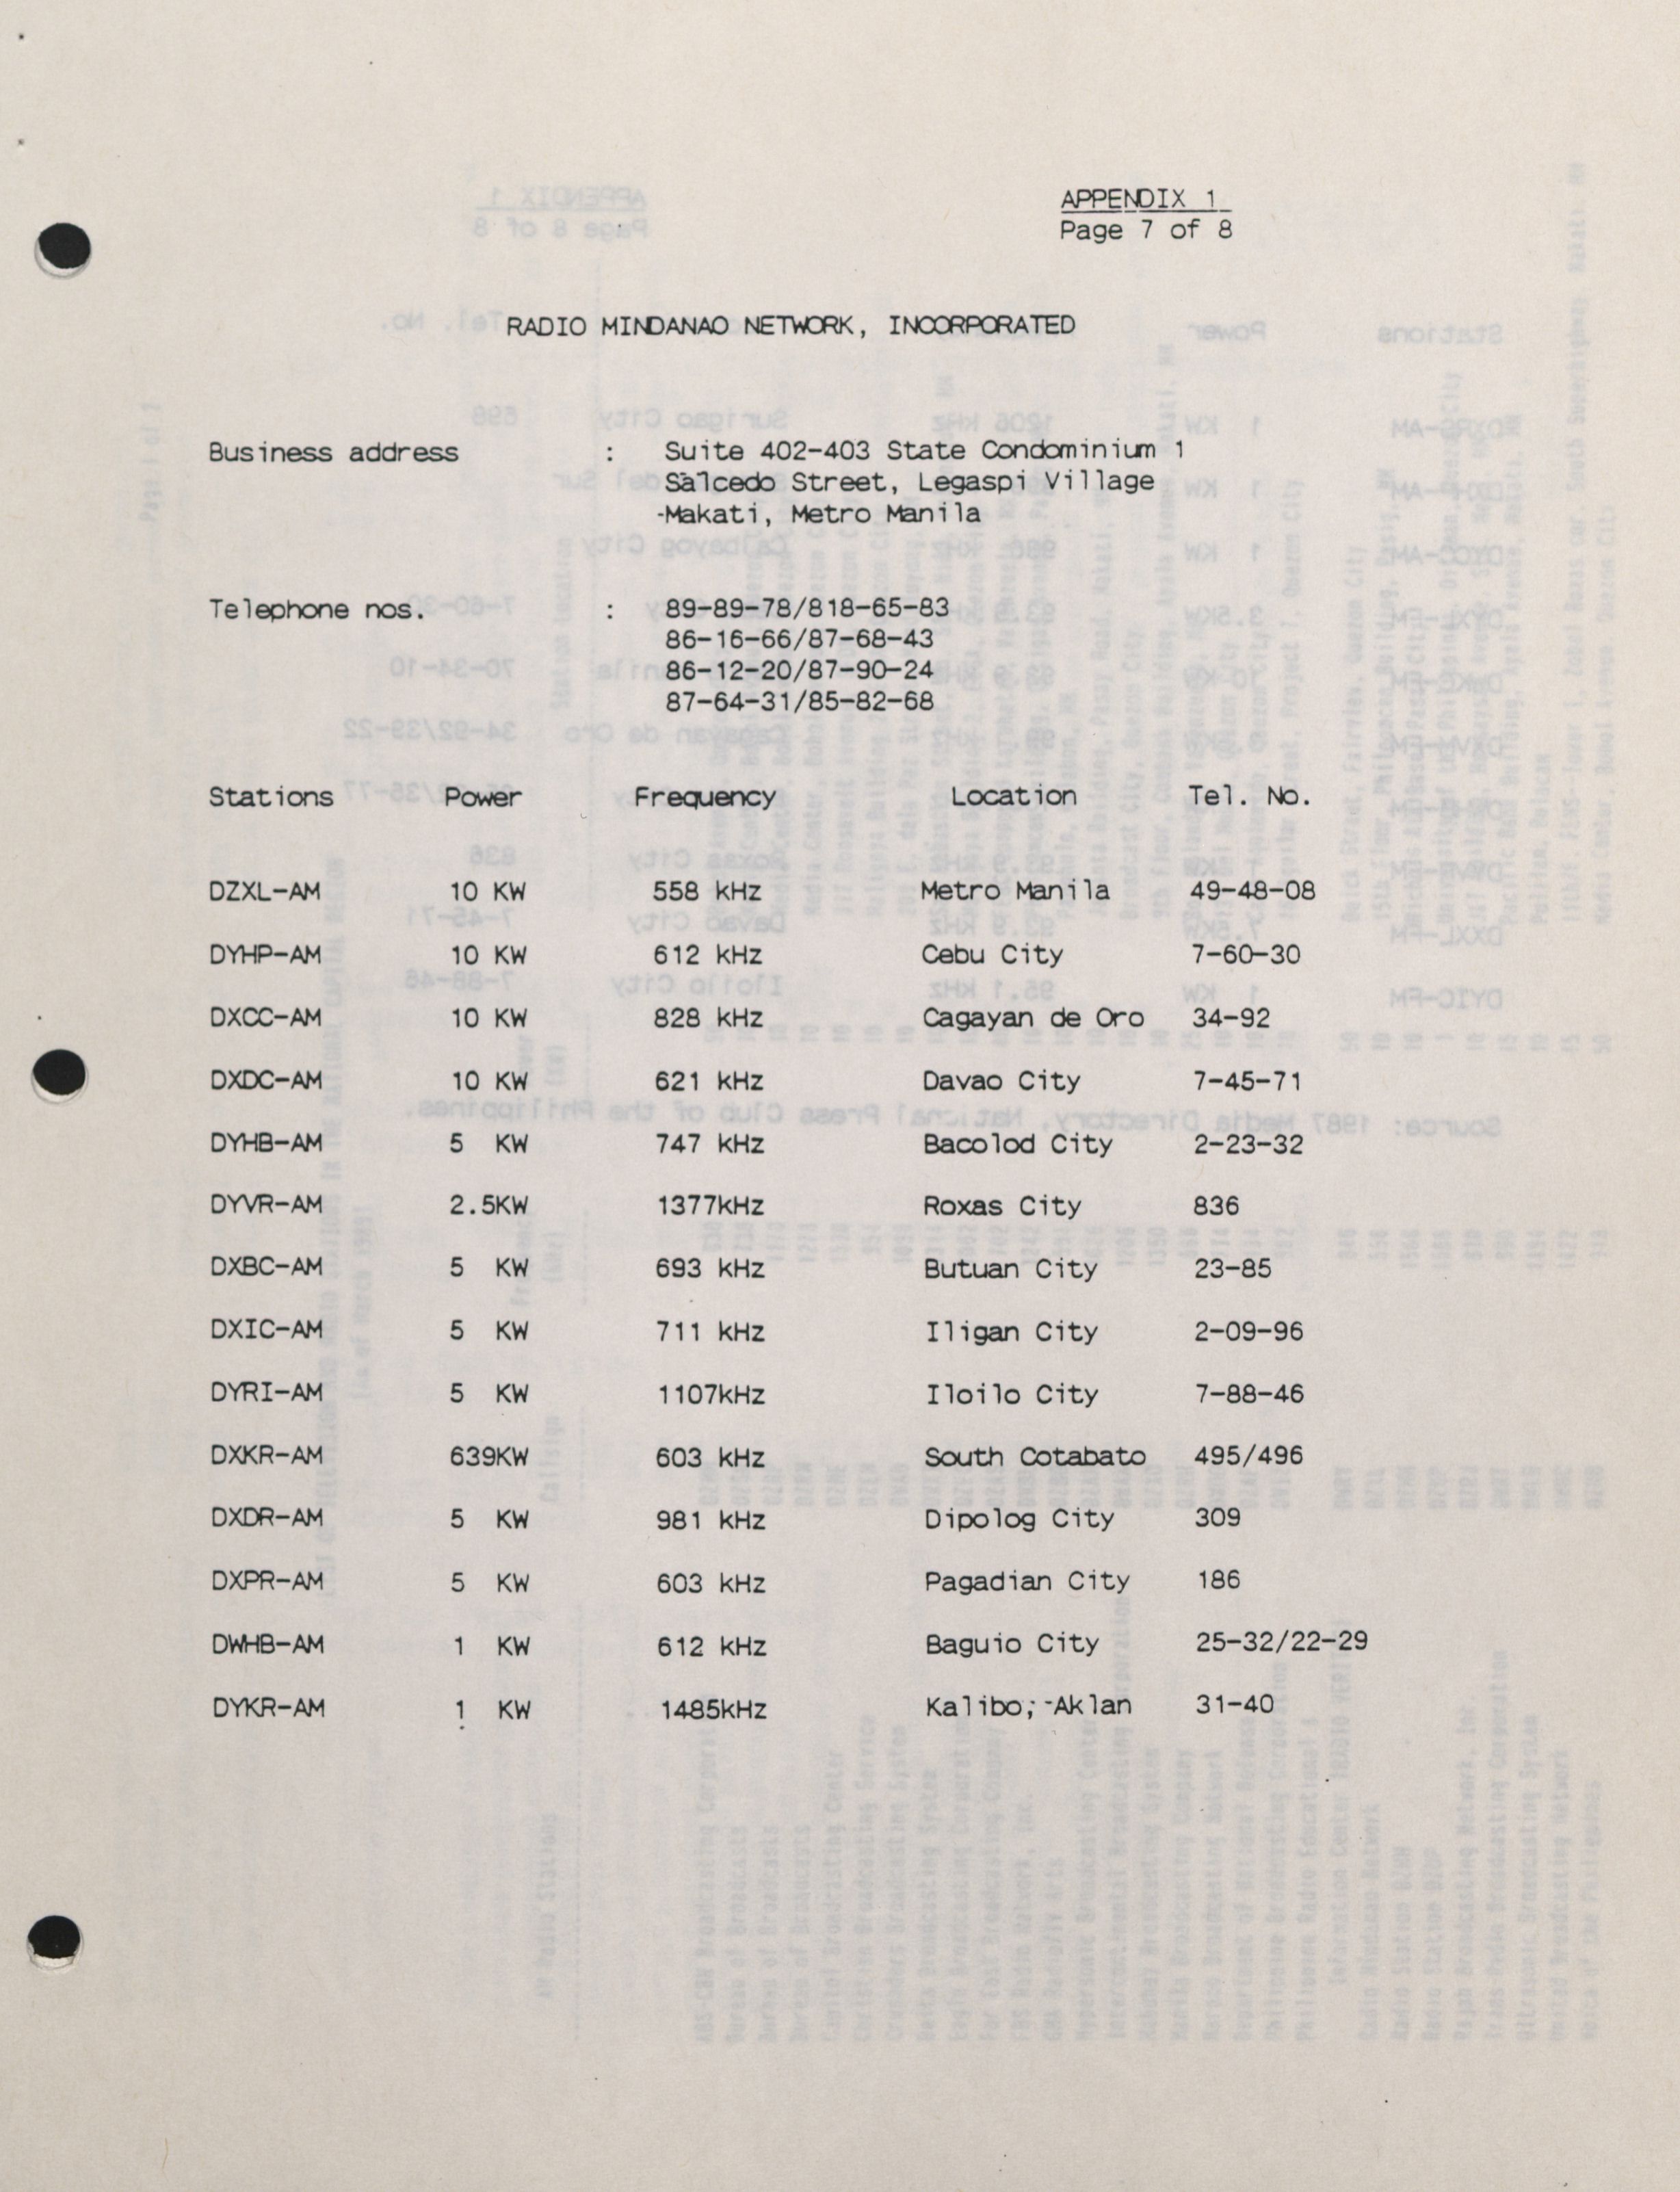 APPENDIX 1
Page 7 of 8
RADIO MINDANAO NETWORK, INCORPORATED
Business address : Suite 402-403 State Condominium 1
Salcedo Street, Legaspi Village
-Makati, Metro Manila
Telephone nos. : 89-89-78/818-65-83
86-16-66/87-68-43
86-12-20/87-90-24
87-64-31/85-82-68
Stations Power Frequency Location Tel. No.
DZXL-AM 10 KW 558 kHz Metro Manila 49-48-08
DYHP-AM 10 KW 612 kHz Cebu City 7-60-30
DXCC-AM 10 KW 828 kHz Cagayan de Oro 34-92
DXDC-AM 10 KW 621 kHz Davao City 7-45-71
DYHB-AM 5 KW 747 kHz Bacolod City 2-23-32
DYVR-AM 2.5KW 1377kHz Roxas City 836
DXBC-AM 5 KW 693 kHz Butuan City 23-85
DXIC-AM 5 KW 711 kHz Iligan City 2-09-96
DYRI-AM 5 KW 1107kHz Iloilo City 7-88-46
DXKR-AM 639KW 603 kHz South Cotabato 495/496
DXDR-AM 5 KW 981 kHz Dipolog City 309
DXPR-AM 5 KW 603 kHz Pagadian City 186
DWHB-AM 1 KW 612 kHz Baguio City 25-32/22-29
DYKR-AM 1 KW 1485kHz Kalibo; -Aklan 31-40